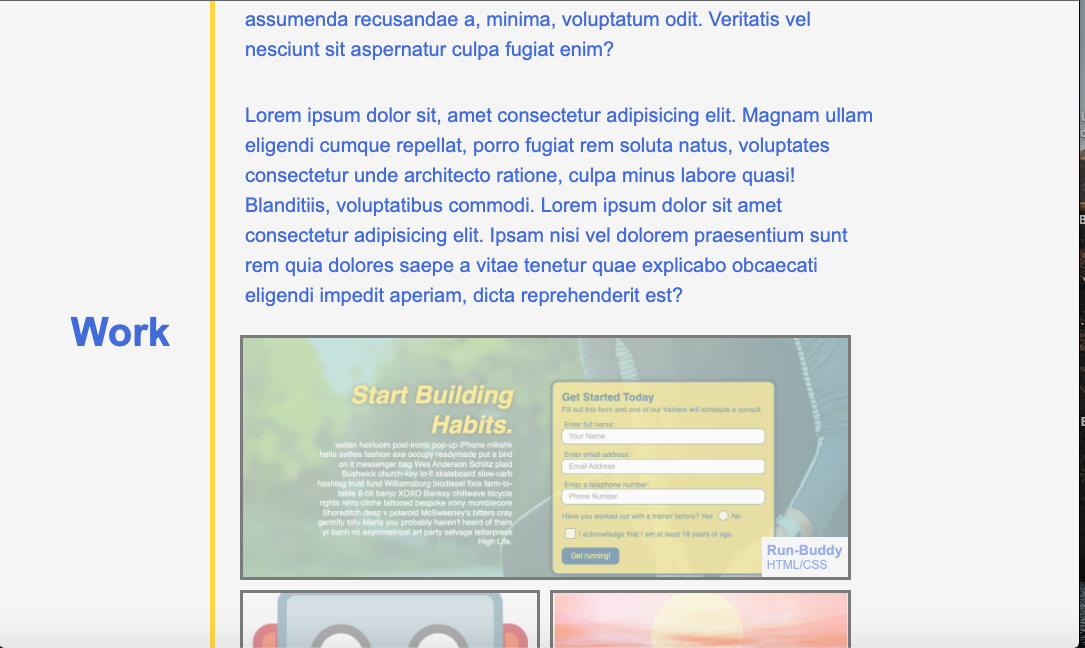 assumenda recusandae a, minima, voluptatum odit. Veritatis vel
nesciunt sit aspernatur culpa fugiat enim?
Lorem ipsum dolor sit, amet consectetur adipisicing elit. Magnam ullam
eligendi cumque repellat, porro fugiat rem soluta natus, voluptates
consectetur unde architecto ratione, culpa minus labore quasi!
Blanditiis, voluptatibus commodi. Lorem ipsum dolor sit amet
consectetur adipisicing elit. Ipsam nisi vel dolorem praesentium sunt
rem quia dolores saepe a vitae tenetur quae explicabo obcaecati
eligendi impedit aperiam, dicta reprehenderit est?
Work
Start Building
Habits.
seitan heirloom post-ironic pop-up iPhone mlkshk
hella selfies fashion axe occupy readymade put a bird
on it messenger bag Wes Anderson Schlitz plaid
Bushwick church-key lo-fi skateboard slow-carb
hashtag trust fund Williamsburg biodiesel fixie farm-to-
table 8-bit banjo XOXO Banksy chillwave bicycle
rights retro cliche tattooed bespoke irony mumblecore
Shoreditch deep v polaroid McSweeney's bitters cray
gentrify tofu Marfa you probably haven't heard of them
yr banh mi asymmetrical art party selvage letterpress
High Life.
Get Started Today
Fill out this form and one of our trainers will schedule a consult.
Enter full name:
Your Name
Enter email address:
Email Address
Enter a telephone number:
Phone Number
Have you worked out with a trainer before? Yes No
I acknowledge that I am at least 18 years of age.
Get running!
Run-Buddy
HTML/CSS